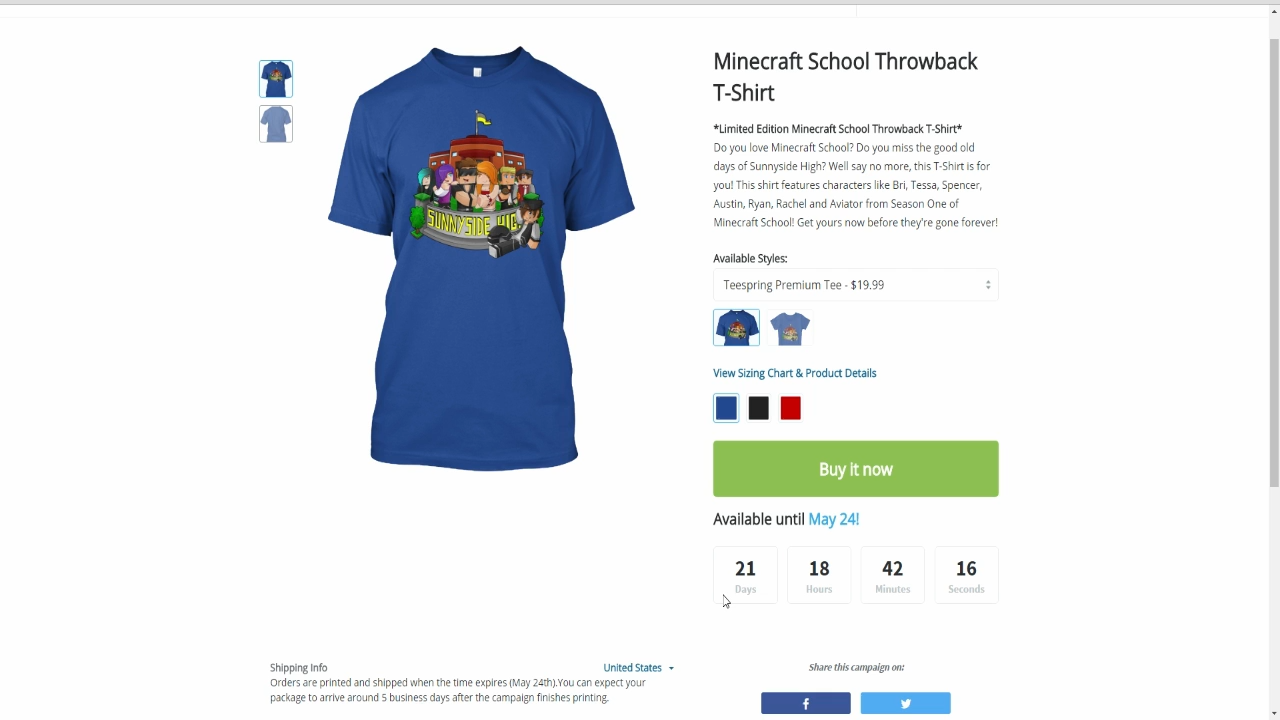 Minecraft School Throwback
T-Shirt
*Limited Edition Minecraft School Throwback T-Shirt*
Do you love Minecraft School? Do you miss the good old
days of Sunnyside High? Well say no more, this T-Shirt is for
you! This shirt features characters like Bri, Tessa, Spencer,
Austin, Ryan, Rachel and Aviator from Season One of
Minecraft School! Get yours now before they're gone forever!
SUNNYSIDE HIG
Available Styles:
Teespring Premium Tee - $19.99
View Sizing Chart & Product Details
Buy it now
Available until May 24!
21 18 42 16
Days Hours Minutes Seconds
Shipping Info United States
Orders are printed and shipped when the time expires (May 24th).You can expect your
package to arrive around 5 business days after the campaign finishes printing.
Share this campaign on: